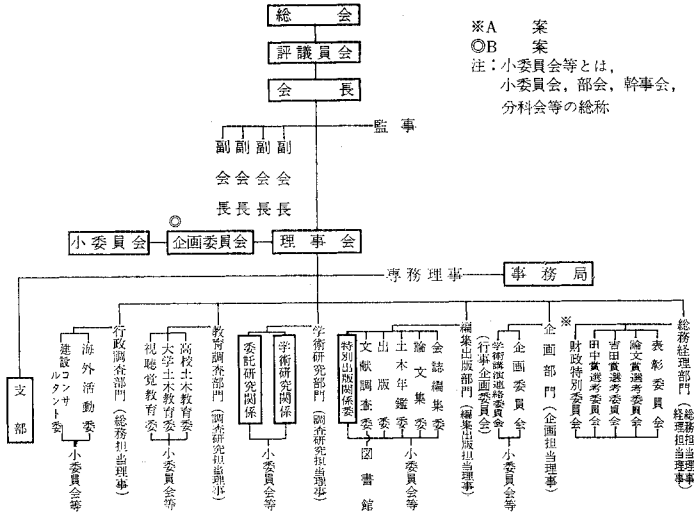 総会
評議員会
会長
※A 案
◎B 案
注：小委員会等とは，
小委員会，部会，幹事会，
分科会等の総称
監事
副会長
副会長
副会長
副会長
◎
小委員会
企画委員会
理事会
専務理事
事務局
※
総務経理部門（総務担当理事 経理担当理事）
表彰委員会
論文賞選考委員会
吉田賞選考委員会
田中賞選考委員会
財政特別委員会
企画部門（企画担当理事）
企画委員会
学術講演連絡委員会
（行事企画委員会）
小委員会等
編集出版部門（編集出版担当理事）
会誌編集委
論文集委
土木年鑑委
出版委
文献調査委
特別出版関係委
小委員会等
図書館
学術研究部門（調査研究担当理事）
学術研究関係
委託研究関係
小委員会等
教育調査部門（調査研究担当理事）
高校土木教育委
大学土木教育委
視聴覚教育委
小委員会等
行政調査部門（総務担当理事）
海外活動委
建設コンサルタント委
小委員会等
支部